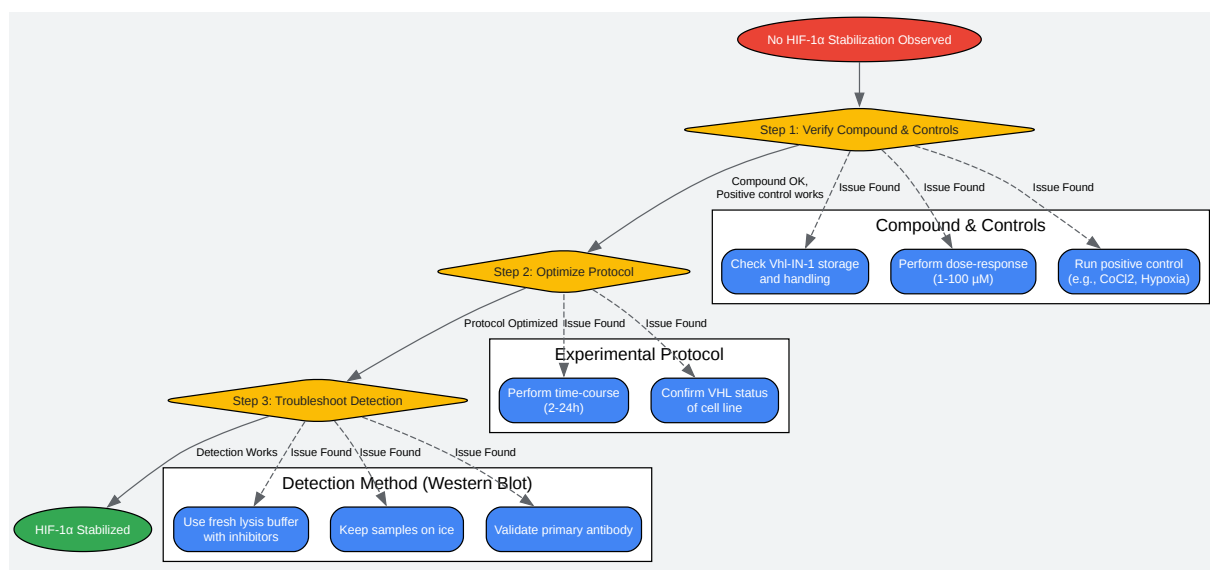 No HIF-1α Stabilization Observed
Step 1: Verify Compound & Controls
Compound OK,
Positive control works
Issue Found
Issue Found
Issue Found
Compound & Controls
Check Vhl-IN-1 storage
and handling
Perform dose-response
(1-100 µM)
Run positive control
(e.g., CoCl2, Hypoxia)
Step 2: Optimize Protocol
Protocol Optimized
Issue Found
Issue Found
Experimental Protocol
Perform time-course
(2-24h)
Confirm VHL status
of cell line
Step 3: Troubleshoot Detection
Detection Works
Issue Found
Issue Found
Issue Found
Detection Method (Western Blot)
HIF-1α Stabilized
Use fresh lysis buffer
with inhibitors
Keep samples on ice
Validate primary antibody